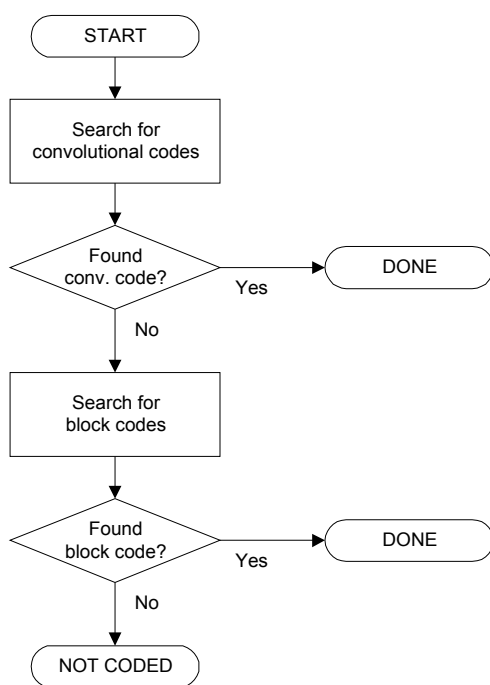 START
Search for
convolutional codes
Found
conv. code?
Yes
DONE
No
Search for
block codes
Found
block code?
Yes
DONE
No
NOT CODED